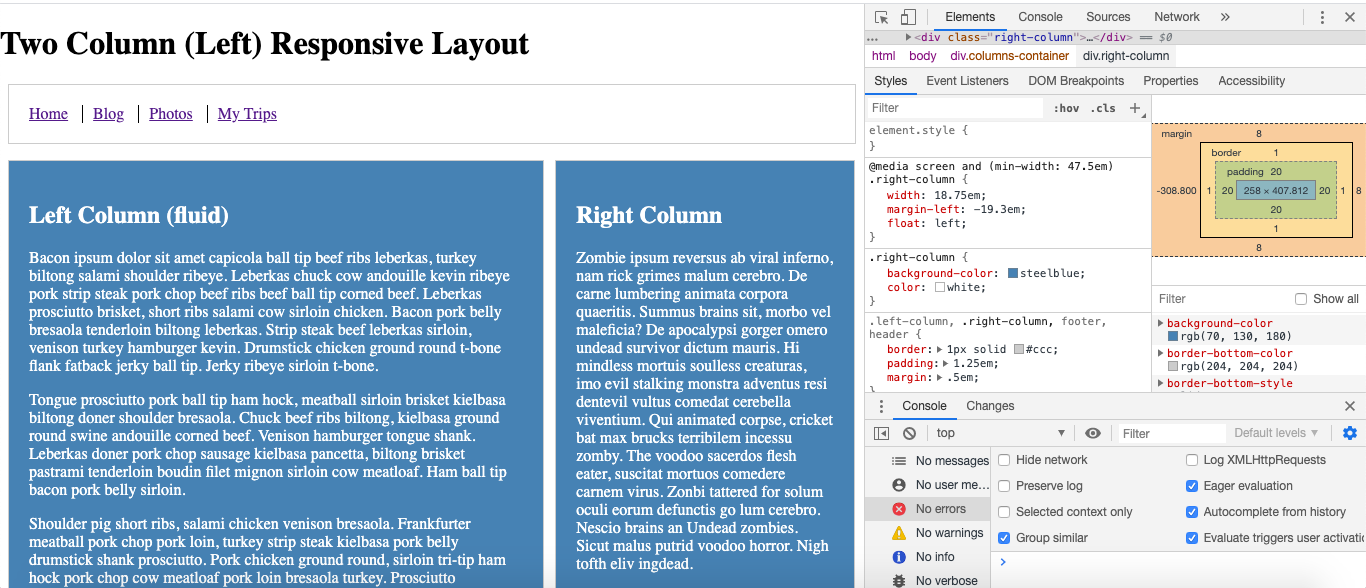 Two Column (Left) Responsive Layout
Home
Blog
Photos
My Trips
Left Column (fluid)
Bacon ipsum dolor sit amet capicola ball tip beef ribs leberkas, turkey
biltong salami shoulder ribeye. Leberkas chuck cow andouille kevin ribeye
pork strip steak pork chop beef ribs beef ball tip corned beef. Leberkas
prosciutto brisket, short ribs salami cow sirloin chicken. Bacon pork belly
bresaola tenderloin biltong leberkas. Strip steak beef leberkas sirloin,
venison turkey hamburger kevin. Drumstick chicken ground round t-bone
flank fatback jerky ball tip. Jerky ribeye sirloin t-bone.
Tongue prosciutto pork ball tip ham hock, meatball sirloin brisket kielbasa
biltong doner shoulder bresaola. Chuck beef ribs biltong, kielbasa ground
round swine andouille corned beef. Venison hamburger tongue shank.
Leberkas doner pork chop sausage kielbasa pancetta, biltong brisket
pastrami tenderloin boudin filet mignon sirloin cow meatloaf. Ham ball tip
bacon pork belly sirloin.
Shoulder pig short ribs, salami chicken venison bresaola. Frankfurter
meatball pork chop pork loin, turkey strip steak kielbasa pork belly
drumstick shank prosciutto. Pork chicken ground round, sirloin tri-tip ham
hock pork chop cow meatloaf pork loin bresaola turkey. Prosciutto
Right Column
Zombie ipsum reversus ab viral inferno,
nam rick grimes malum cerebro. De
carne lumbering animata corpora
quaeritis. Summus brains sit, morbo vel
maleficia? De apocalypsi gorger omero
undead survivor dictum mauris. Hi
mindless mortuis soulless creaturas,
imo evil stalking monstra adventus resi
dentevil vultus comedat cerebella
viventium. Qui animated corpse, cricket
bat max brucks terribilem incessu
zomby. The voodoo sacerdos flesh
eater, suscitat mortuos comedere
carnem virus. Zonbi tattered for solum
oculi eorum defunctis go lum cerebro.
Nescio brains an Undead zombies.
Sicut malus putrid voodoo horror. Nigh
tofth eliv ingdead.
Elements Console Sources Network »
… <div class="right-column">…</div> == $0
html body div.columns-container div.right-column
Styles Event Listeners DOM Breakpoints Properties Accessibility
Filter :hov .cls +
element.style {
}
@media screen and (min-width: 47.5em)
.right-column {
width: 18.75em;
margin-left: -19.3em;
float: left;
}
.right-column {
background-color: steelblue;
color: white;
}
.left-column, .right-column, footer,
header {
border: 1px solid #ccc;
padding: 1.25em;
margin: .5em;
}
margin 8
border 1
padding 20
-308.800 1 20 258 × 407.812 20 1 8
20
1
8
Filter Show all
background-color
rgb(70, 130, 180)
border-bottom-color
rgb(204, 204, 204)
border-bottom-style
Console Changes
top Filter Default levels
No messages
No user me...
No errors
No warnings
No info
No verbose
Hide network Log XMLHttpRequests
Preserve log Eager evaluation
Selected context only Autocomplete from history
Group similar Evaluate triggers user activati